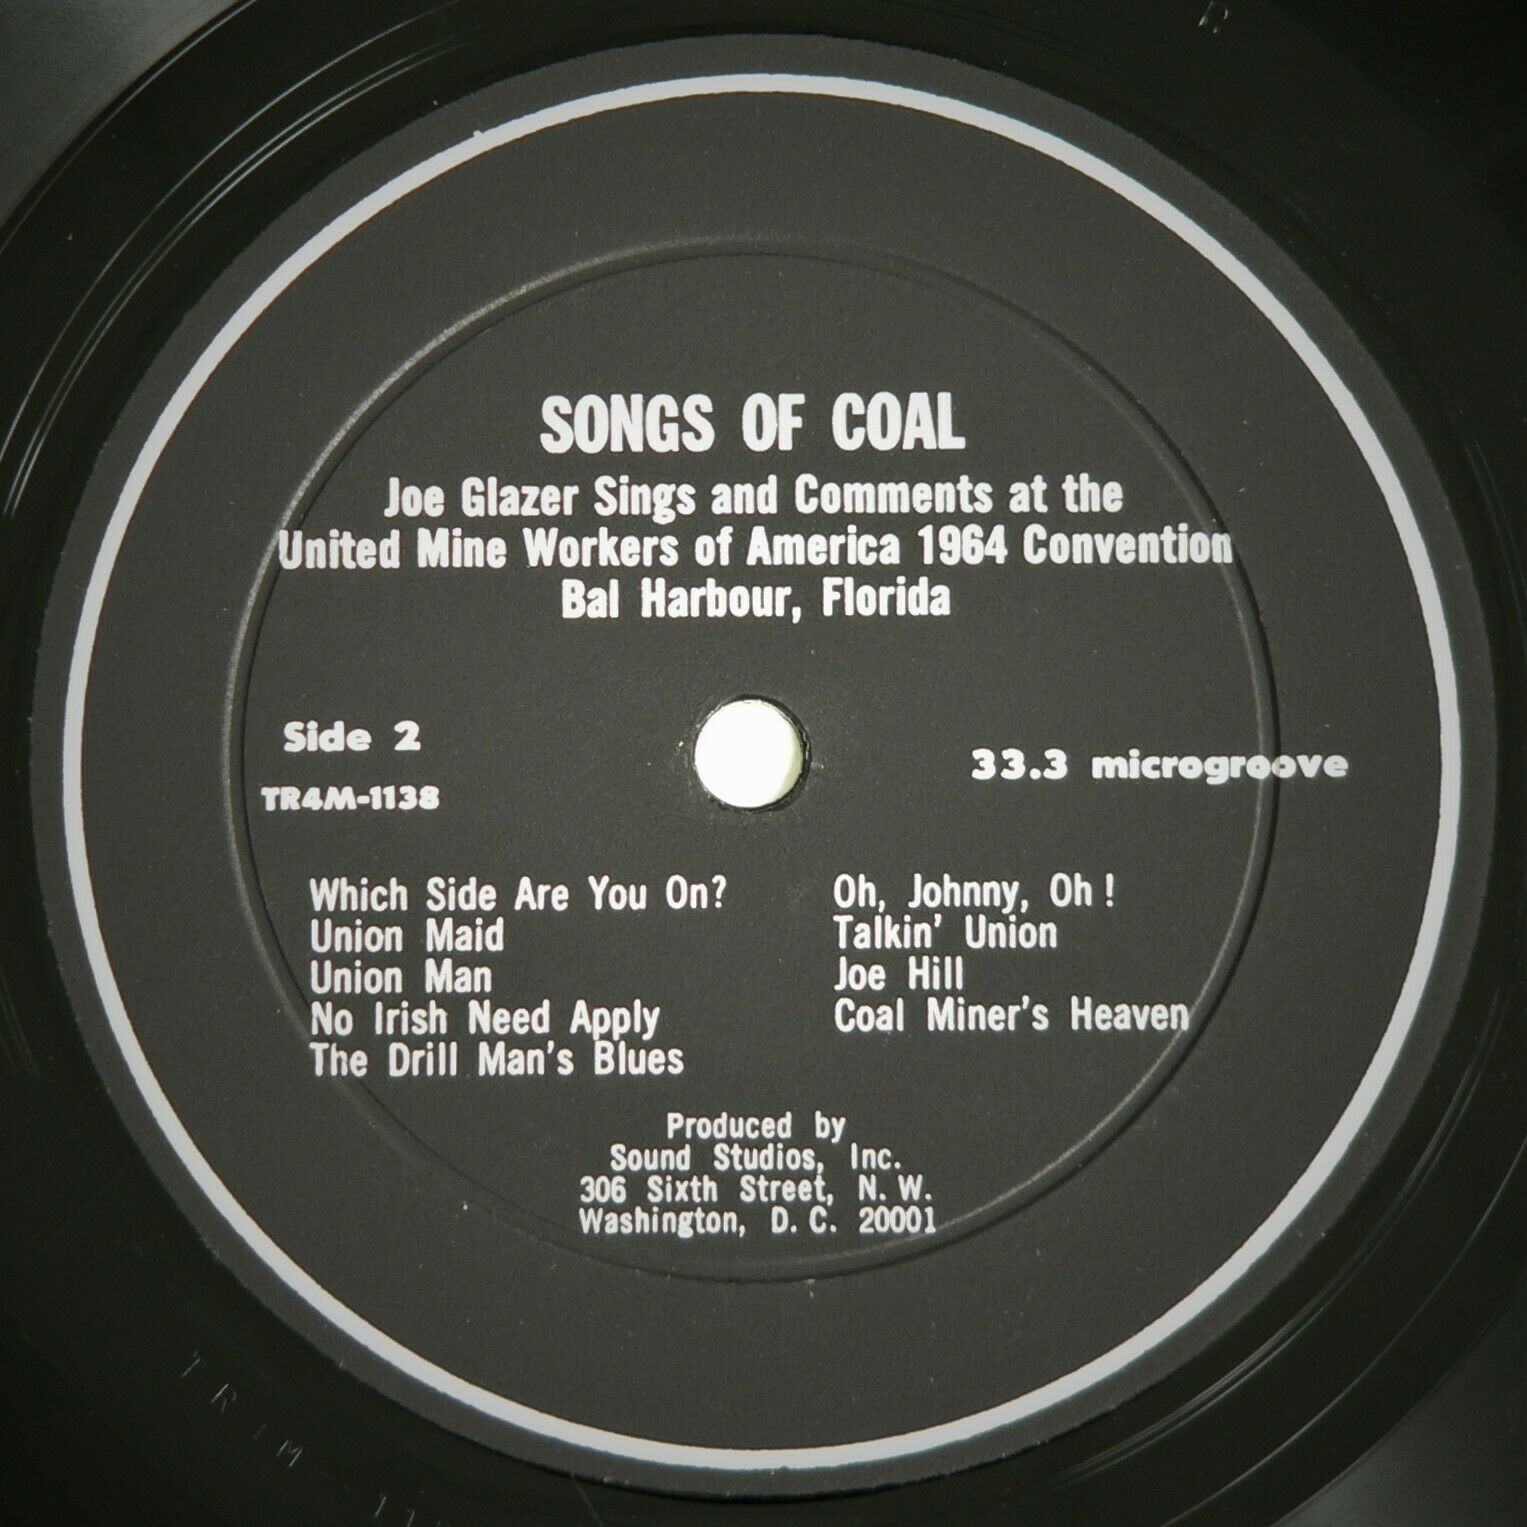 SONGS OF COAL
Joe Glazer Sings and Comments at the
United Mine Workers of America 1964 Convention
Bal Harbour, Florida
Side 2
TR4M-1138
33.3 microgroove
Which Side Are You On?
Union Maid
Union Man
No Irish Need Apply
The Drill Man's Blues
Oh, Johnny, Oh !
Talkin' Union
Joe Hill
Coal Miner's Heaven
Produced by
Sound Studios, Inc.
306 Sixth Street, N. W.
Washington, D. C. 20001